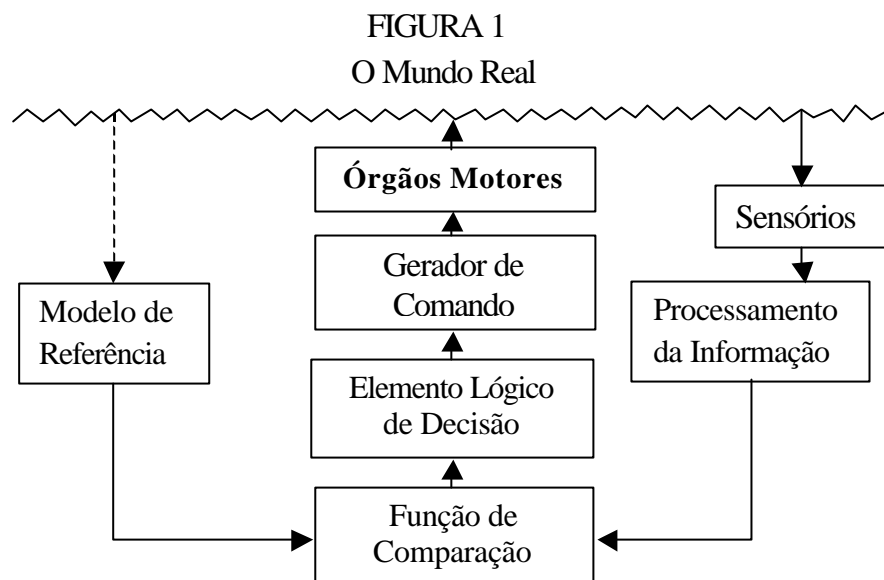 FIGURA 1
O Mundo Real
Órgãos Motores
Sensórios
Gerador de
Comando
Modelo de
Referência
Processamento
da Informação
Elemento Lógico
de Decisão
Função de
Comparação